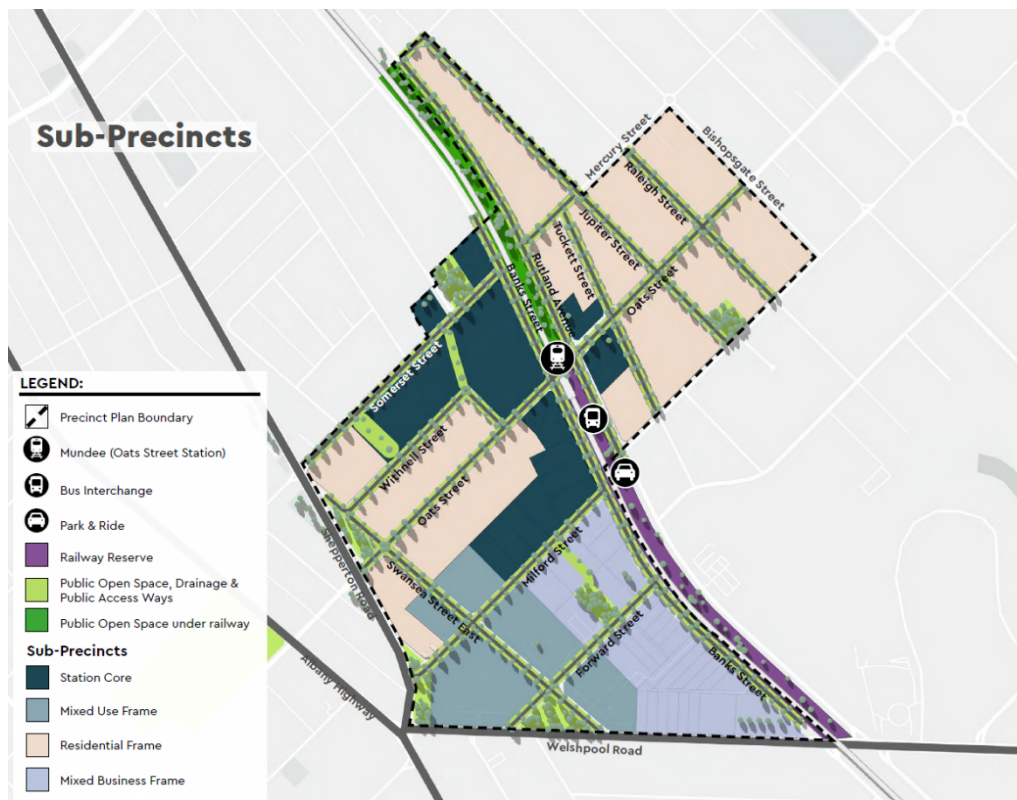 Sub-Precincts
Mercury Street
Bishopsgate Street
Raleigh Street
Jupiter Street
Tuckett Street
Rutland Avenue
Banks Street
Oats Street
Somerset Street
Withnell Street
Oats Street
Milford Street
Swansea Street East
Shepperton Road
Forward Street
Banks Street
Albany Highway
Welshpool Road
LEGEND:
Precinct Plan Boundary
Mundee (Oats Street Station)
Bus Interchange
Park & Ride
Railway Reserve
Public Open Space, Drainage &
Public Access Ways
Public Open Space under railway
Sub-Precincts
Station Core
Mixed Use Frame
Residential Frame
Mixed Business Frame